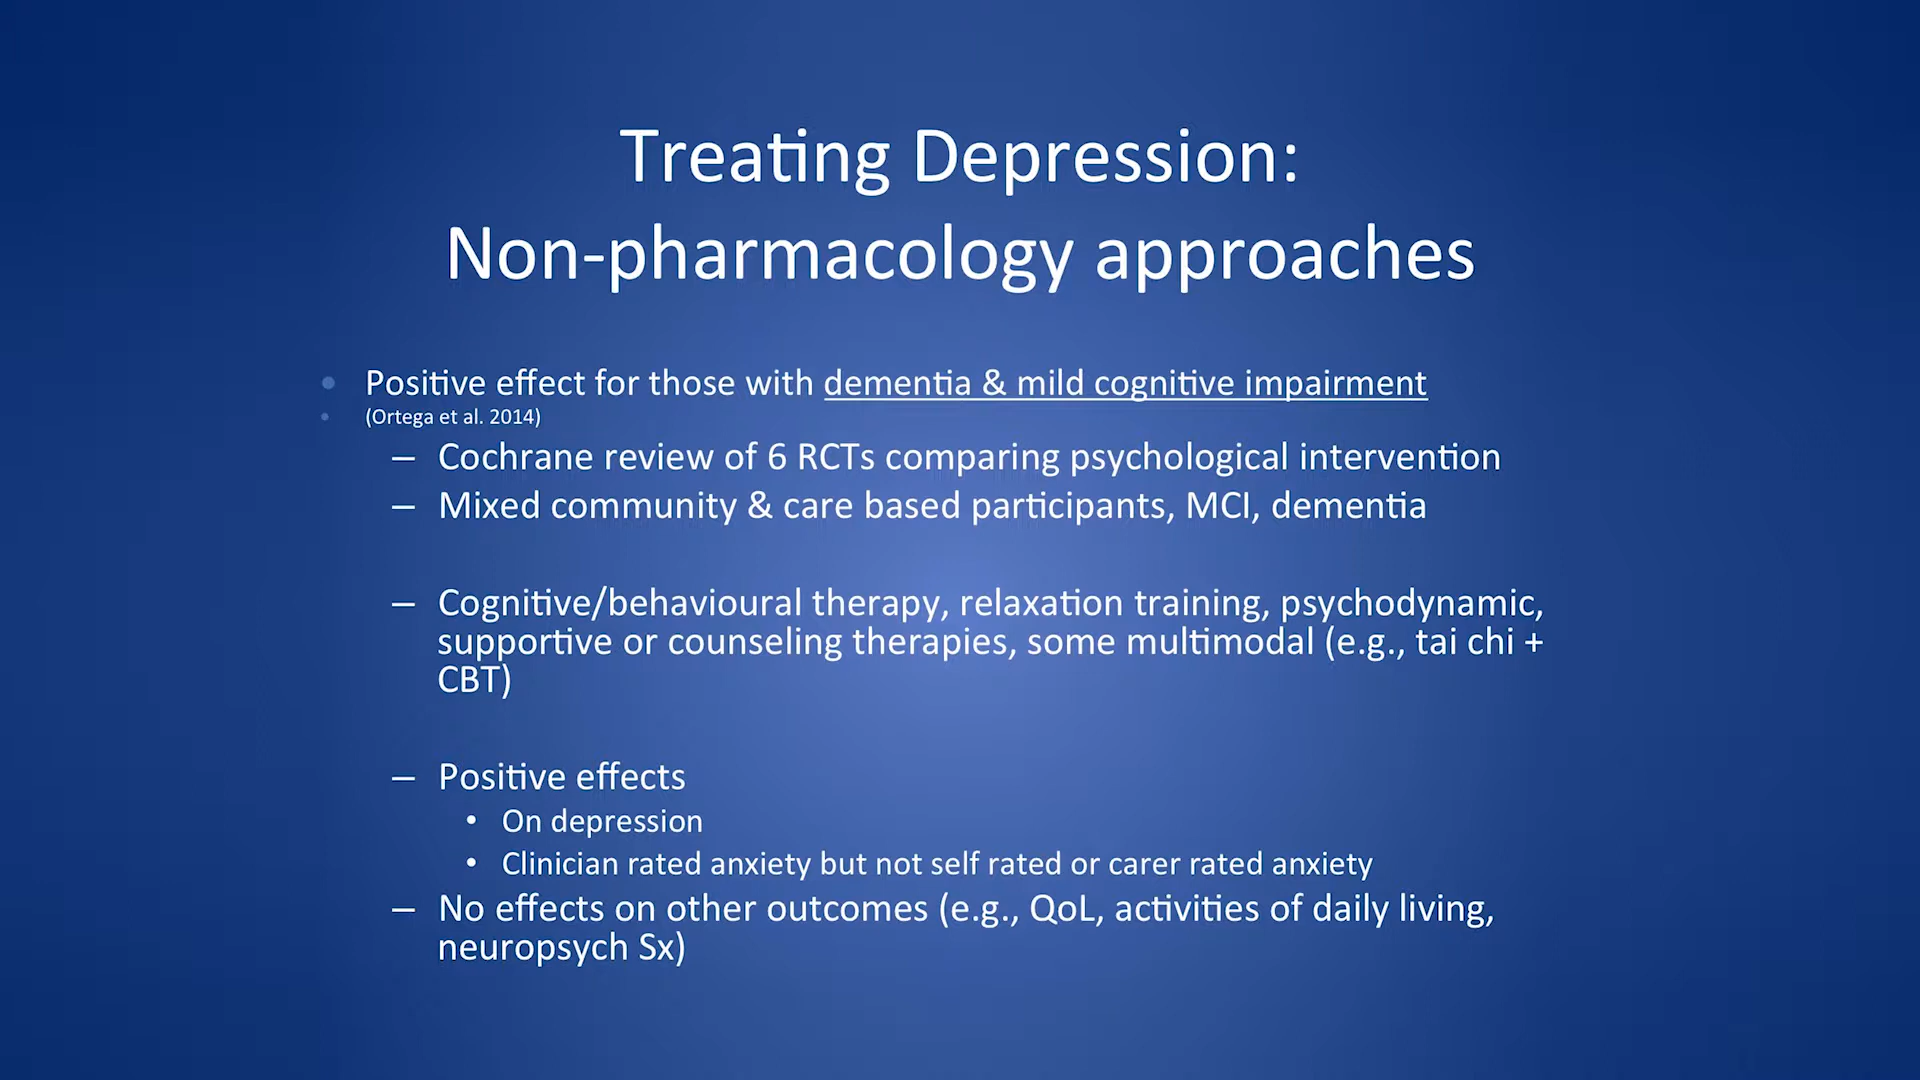 Treating Depression:
Non-pharmacology approaches
• Positive effect for those with dementia & mild cognitive impairment
• (Ortega et al. 2014)
– Cochrane review of 6 RCTs comparing psychological intervention
– Mixed community & care based participants, MCI, dementia
– Cognitive/behavioural therapy, relaxation training, psychodynamic,
supportive or counseling therapies, some multimodal (e.g., tai chi +
CBT)
– Positive effects
• On depression
• Clinician rated anxiety but not self rated or carer rated anxiety
– No effects on other outcomes (e.g., QoL, activities of daily living,
neuropsych Sx)